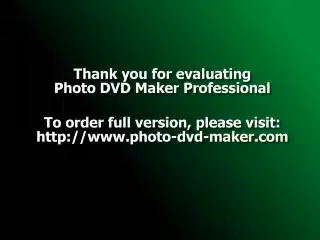 Thank you for evaluating
Photo DVD Maker Professional
To order full version, please visit:
http://www.photo-dvd-maker.com